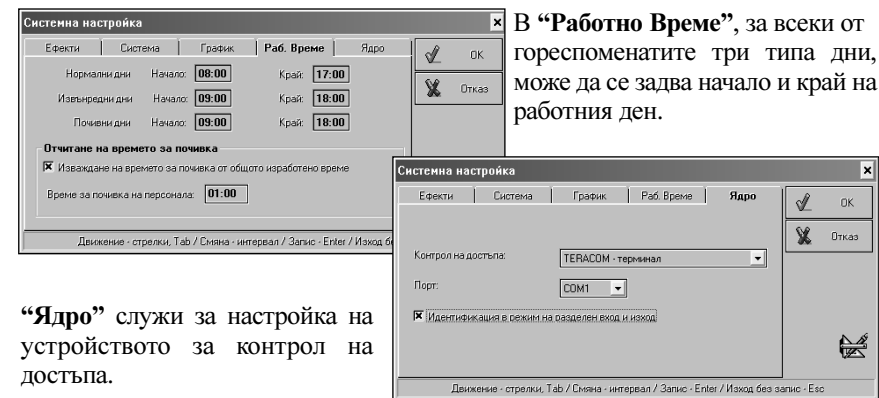 Системна настройка
Ефекти Система График Раб. Време Ядро
Нормални дни Начало: 08:00 Край: 17:00
Извънредни дни Начало: 09:00 Край: 18:00
Почивни дни Начало: 09:00 Край: 18:00
Отчитане на времето за почивка
Изваждане на времето за почивка от общото изработено време
Време за почивка на персонала: 01:00
OK
Отказ
Движение - стрелки, Tab / Смяна - интервал / Запис - Enter / Изход
В “Работно Време”, за всеки от
гореспоменатите три типа дни,
може да се задва начало и край на
работния ден.
“Ядро” служи за настройка на
устройството за контрол на
достъпа.
Системна настройка
Ефекти Система График Раб. Време Ядро
Контрол на достъпа: TERACOM - терминал
Порт: COM1
Идентификация в режим на разделен вход и изход
OK
Отказ
Движение - стрелки, Tab / Смяна - интервал / Запис - Enter / Изход без запис - Esc